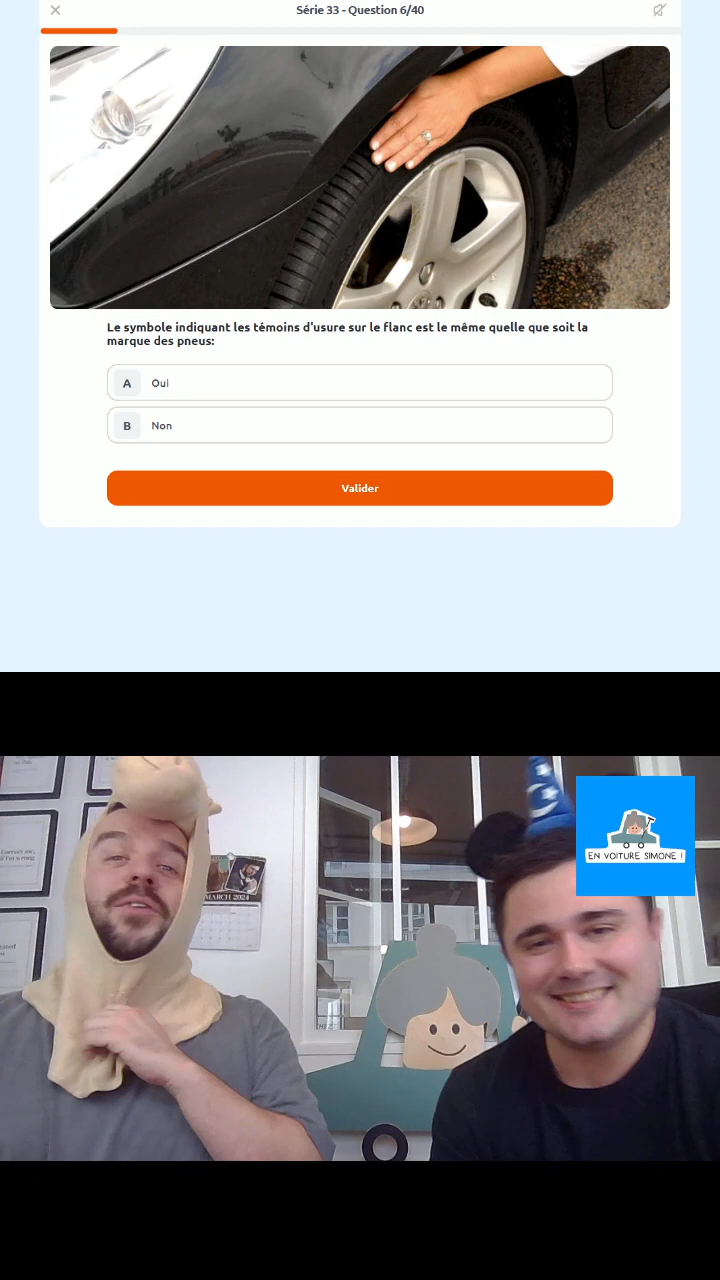 Série 33 - Question 6/40
Le symbole indiquant les témoins d'usure sur le flanc est le même quelle que soit la
marque des pneus:
A Oui
B Non
Valider
EN VOITURE SIMONE !
MARCH 2024